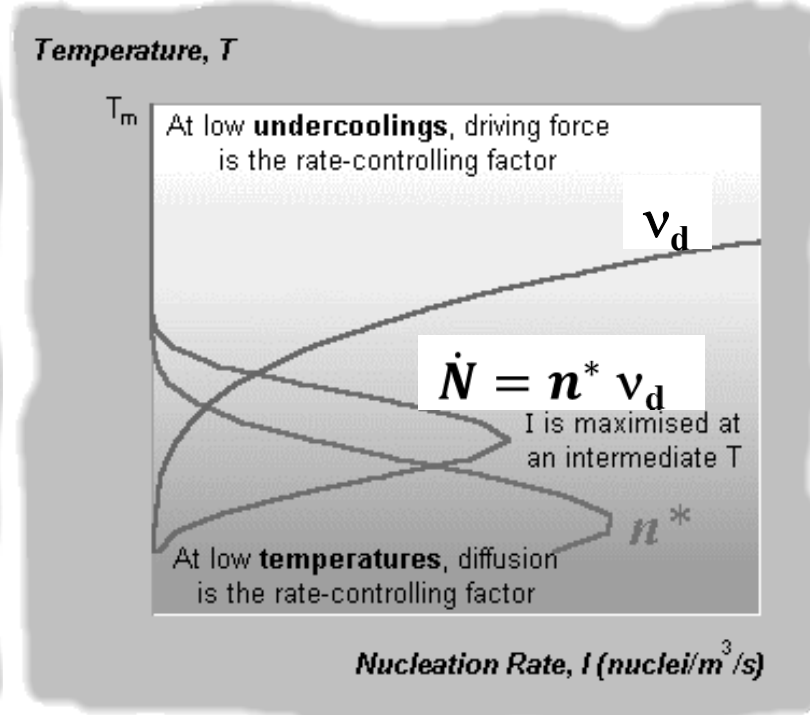 Temperature, T
Tm
At low undercoolings, driving force
is the rate-controlling factor
νd
Ṅ = n* νd
I is maximised at
an intermediate T
n*
At low temperatures, diffusion
is the rate-controlling factor
Nucleation Rate, I (nuclei/m³/s)